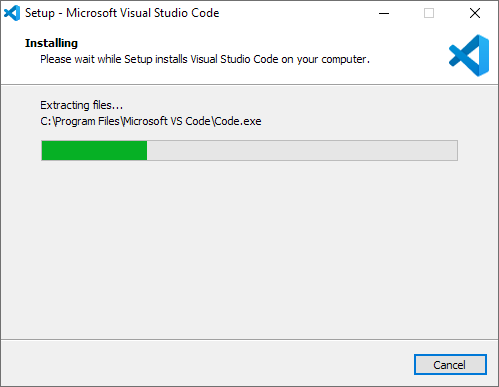 Setup - Microsoft Visual Studio Code
Installing
Please wait while Setup installs Visual Studio Code on your computer.
Extracting files...
C:\Program Files\Microsoft VS Code\Code.exe
Cancel